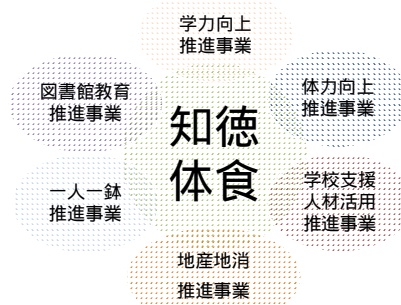 学力向上
推進事業
図書館教育
推進事業
体力向上
推進事業
知徳
体食
一人一鉢
推進事業
学校支援
人材活用
推進事業
地産地消
推進事業